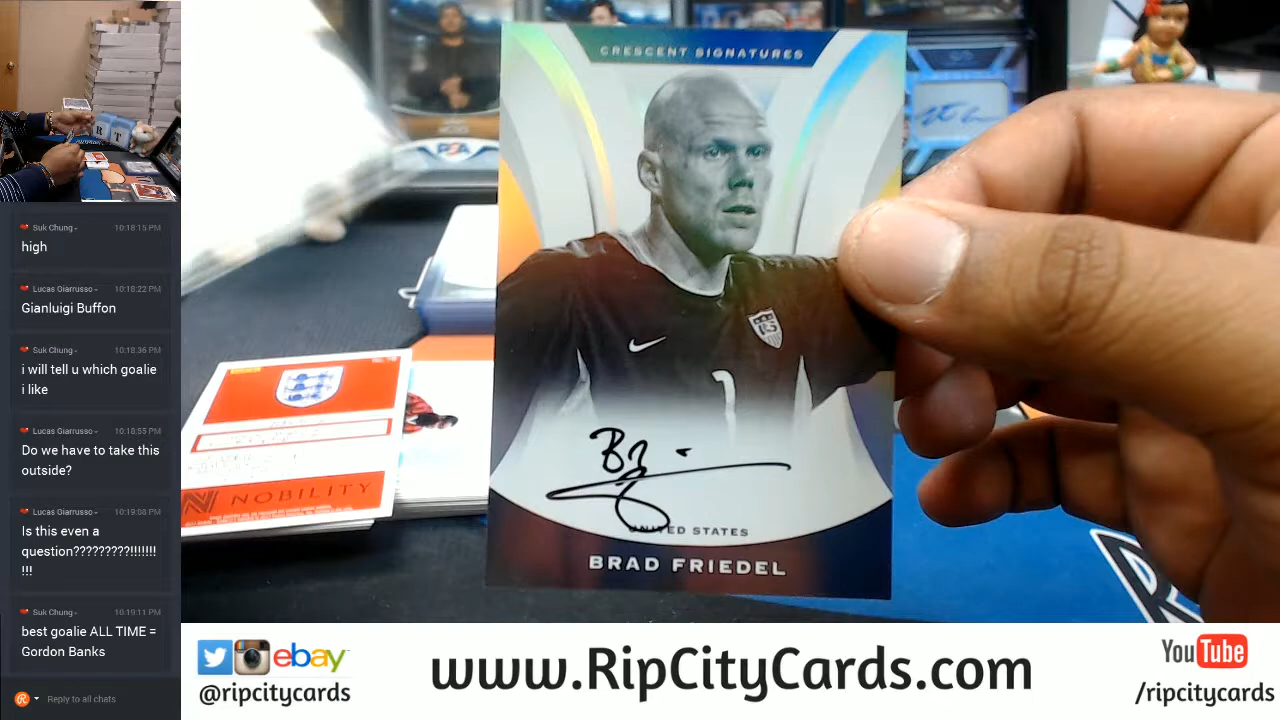 Suk Chung-
10:18:15 PM
high
Lucas Giarrusso -
10:18:22 PM
Gianluigi Buffon
Suk Chung-
10:18:36 PM
i will tell u which goalie
i like
Lucas Giarrusso -
10:18:55 PM
Do we have to take this
outside?
Lucas Giarrusso -
10:19:08 PM
Is this even a
question?????????!!!!!!!
!!!
Suk Chung-
10:19:11 PM
best goalie ALL TIME =
Gordon Banks
Reply to all chats
R T
PSA
CRESCENT SIGNATURES
1
UNITED STATES
BRAD FRIEDEL
NOBILITY
ebay
@ripcitycards
www.RipCityCards.com
YouTube
/ripcitycards